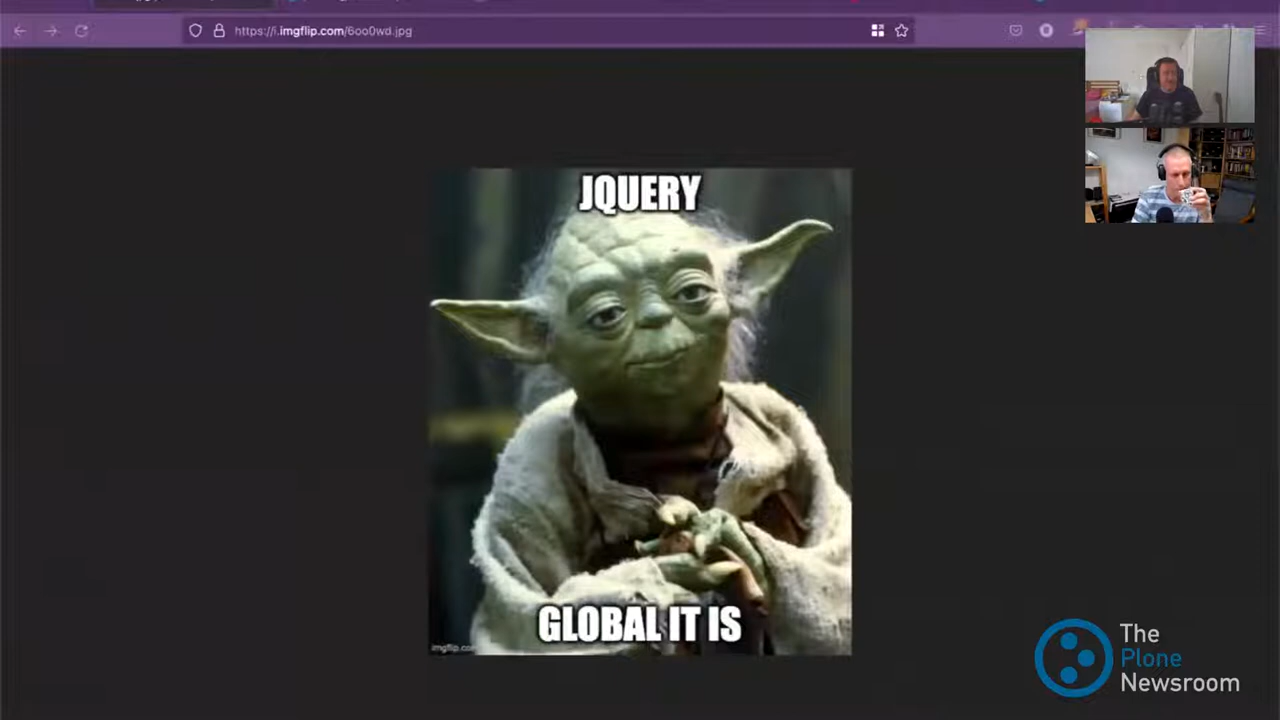 https://i.imgflip.com/6oo0wd.jpg
JQUERY
GLOBAL IT IS
The
Plone
Newsroom